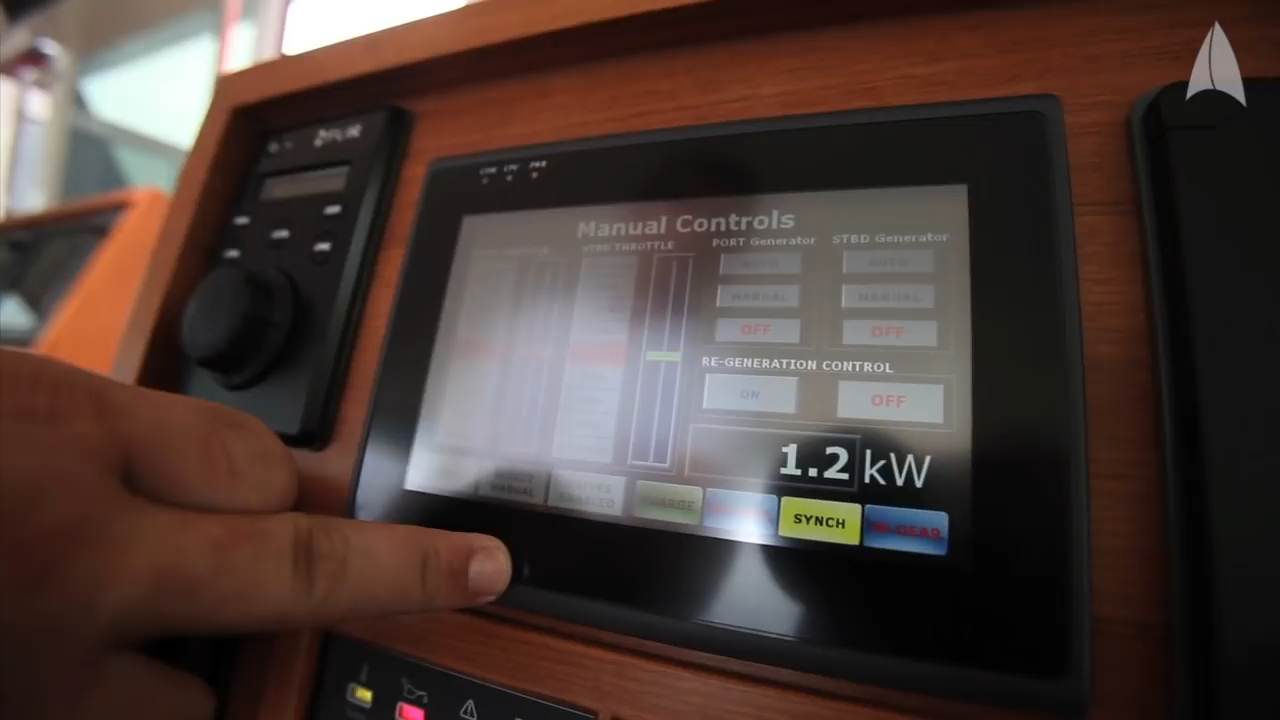 FLIR
Manual Controls
STBD THROTTLE
PORT Generator
STBD Generator
AUTO
AUTO
MANUAL
MANUAL
OFF
OFF
RE-GENERATION CONTROL
ON
OFF
1.2 kW
MANUAL
CHARGE
SYNCH
IN GEAR